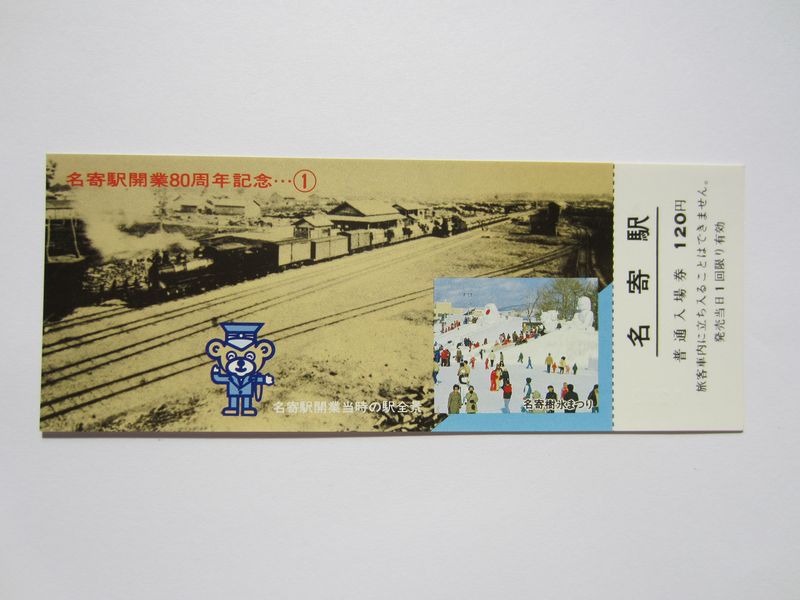 名寄駅開業80周年記念…①
名寄駅開業当時の駅全景
名寄樹氷まつり
名寄駅
普通入場券 120円
旅客車内に立ち入ることはできません。
発売当日1回限り有効